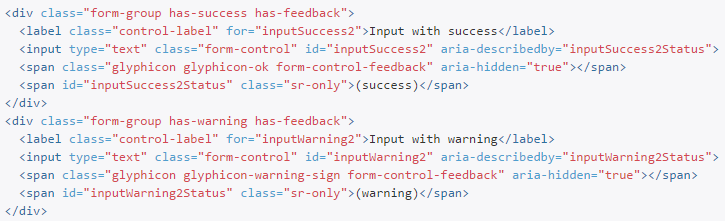 <div class="form-group has-success has-feedback">
  <label class="control-label" for="inputSuccess2">Input with success</label>
  <input type="text" class="form-control" id="inputSuccess2" aria-describedby="inputSuccess2Status">
  <span class="glyphicon glyphicon-ok form-control-feedback" aria-hidden="true"></span>
  <span id="inputSuccess2Status" class="sr-only">(success)</span>
</div>
<div class="form-group has-warning has-feedback">
  <label class="control-label" for="inputWarning2">Input with warning</label>
  <input type="text" class="form-control" id="inputWarning2" aria-describedby="inputWarning2Status">
  <span class="glyphicon glyphicon-warning-sign form-control-feedback" aria-hidden="true"></span>
  <span id="inputWarning2Status" class="sr-only">(warning)</span>
</div>